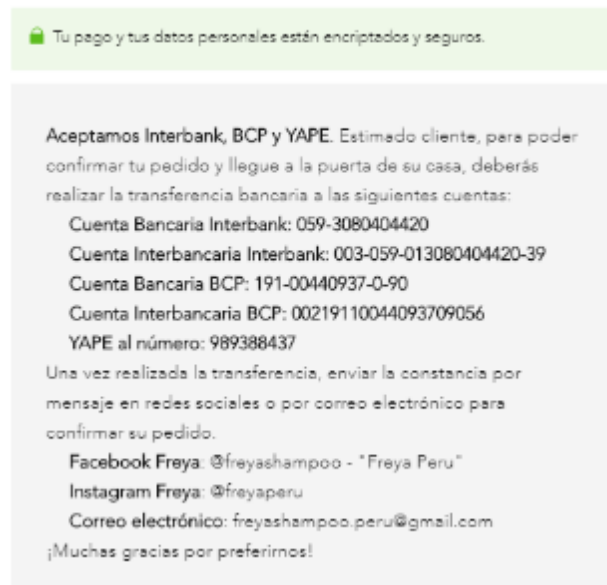 Tu pago y tus datos personales están encriptados y seguros.
Aceptamos Interbank, BCP y YAPE. Estimado cliente, para poder
confirmar tu pedido y llegue a la puerta de su casa, deberás
realizar la transferencia bancaria a las siguientes cuentas:
Cuenta Bancaria Interbank: 059-3080404420
Cuenta Interbancaria Interbank: 003-059-013080404420-39
Cuenta Bancaria BCP: 191-00440937-0-90
Cuenta Interbancaria BCP: 00219110044093709056
YAPE al número: 989388437
Una vez realizada la transferencia, enviar la constancia por
mensaje en redes sociales o por correo electrónico para
confirmar su pedido.
Facebook Freya: @freyashampoo - "Freya Peru"
Instagram Freya: @freyaperu
Correo electrónico: freyashampoo.peru@gmail.com
¡Muchas gracias por preferirnos!